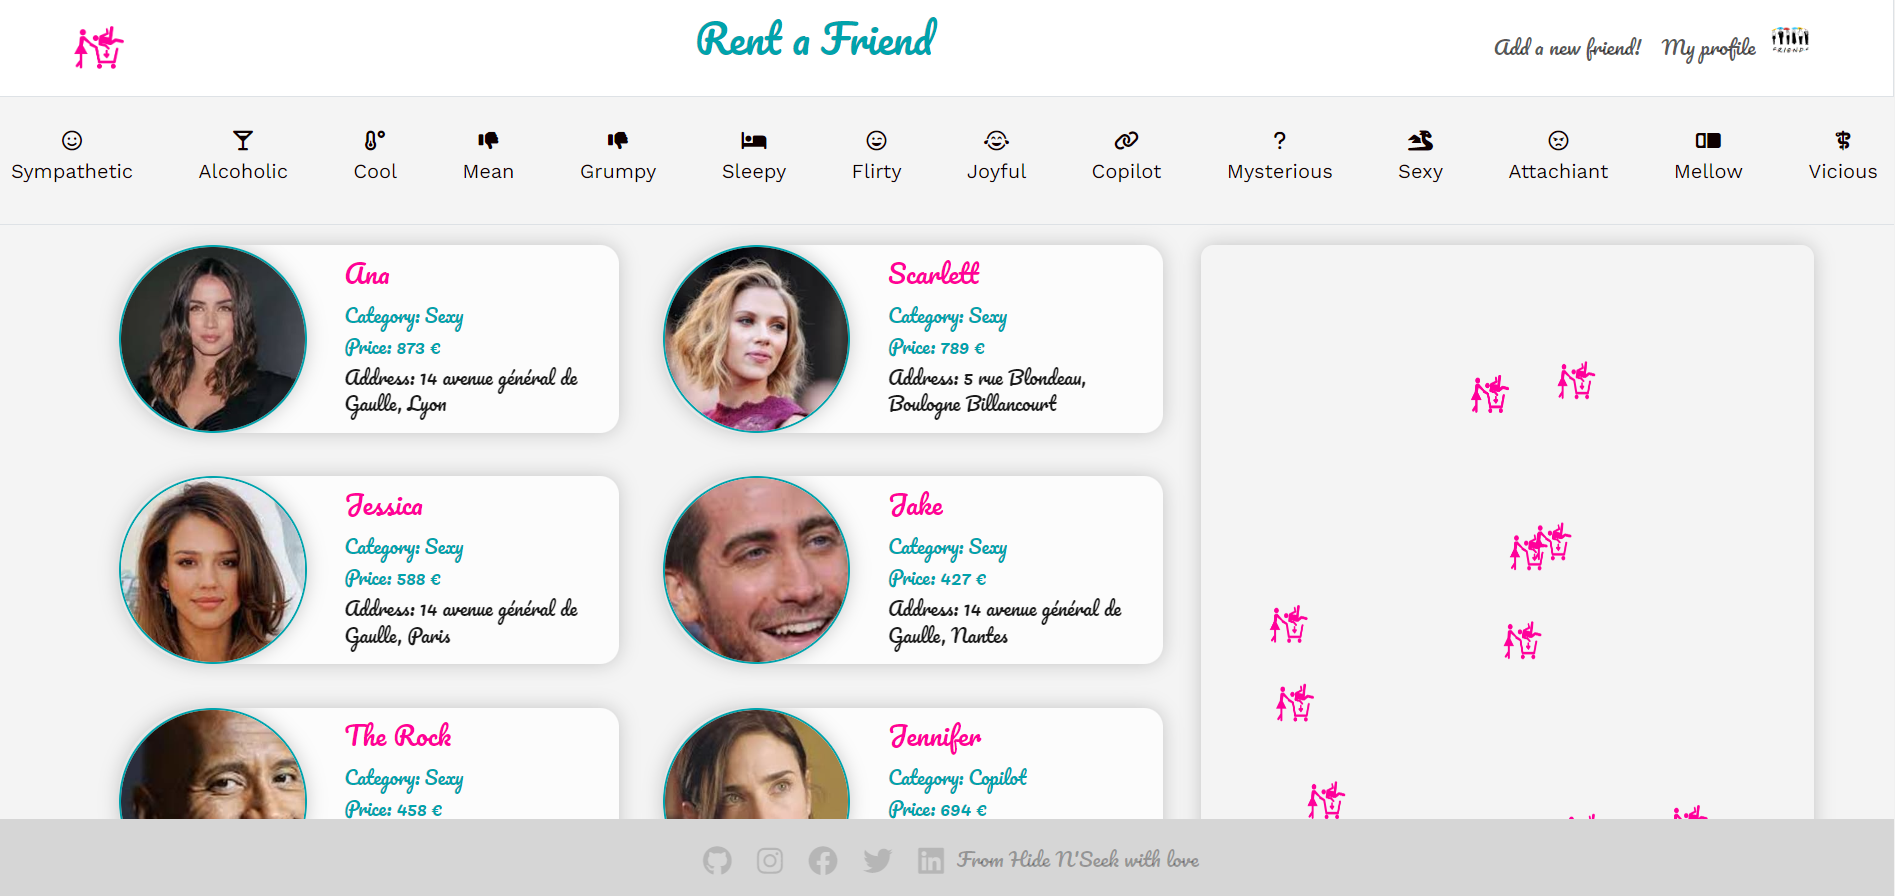 Rent a Friend
Add a new friend! My profile
FRIENDS
Sympathetic Alcoholic Cool Mean Grumpy Sleepy Flirty Joyful Copilot Mysterious Sexy Attachiant Mellow Vicious
Ana
Category: Sexy
Price: 873 €
Address: 14 avenue général de
Gaulle, Lyon
Scarlett
Category: Sexy
Price: 789 €
Address: 5 rue Blondeau,
Boulogne Billancourt
Jessica
Category: Sexy
Price: 588 €
Address: 14 avenue général de
Gaulle, Paris
Jake
Category: Sexy
Price: 427 €
Address: 14 avenue général de
Gaulle, Nantes
The Rock
Category: Sexy
Price: 458 €
Jennifer
Category: Copilot
Price: 694 €
From Hide N'Seek with love